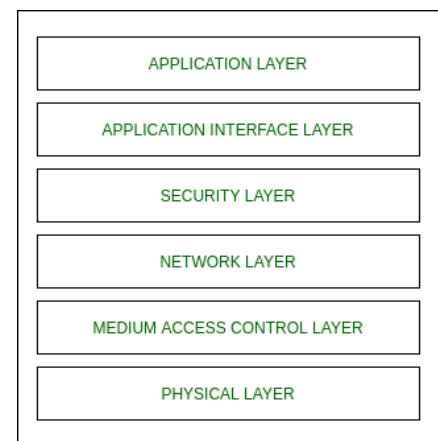 APPLICATION LAYER
APPLICATION INTERFACE LAYER
SECURITY LAYER
NETWORK LAYER
MEDIUM ACCESS CONTROL LAYER
PHYSICAL LAYER